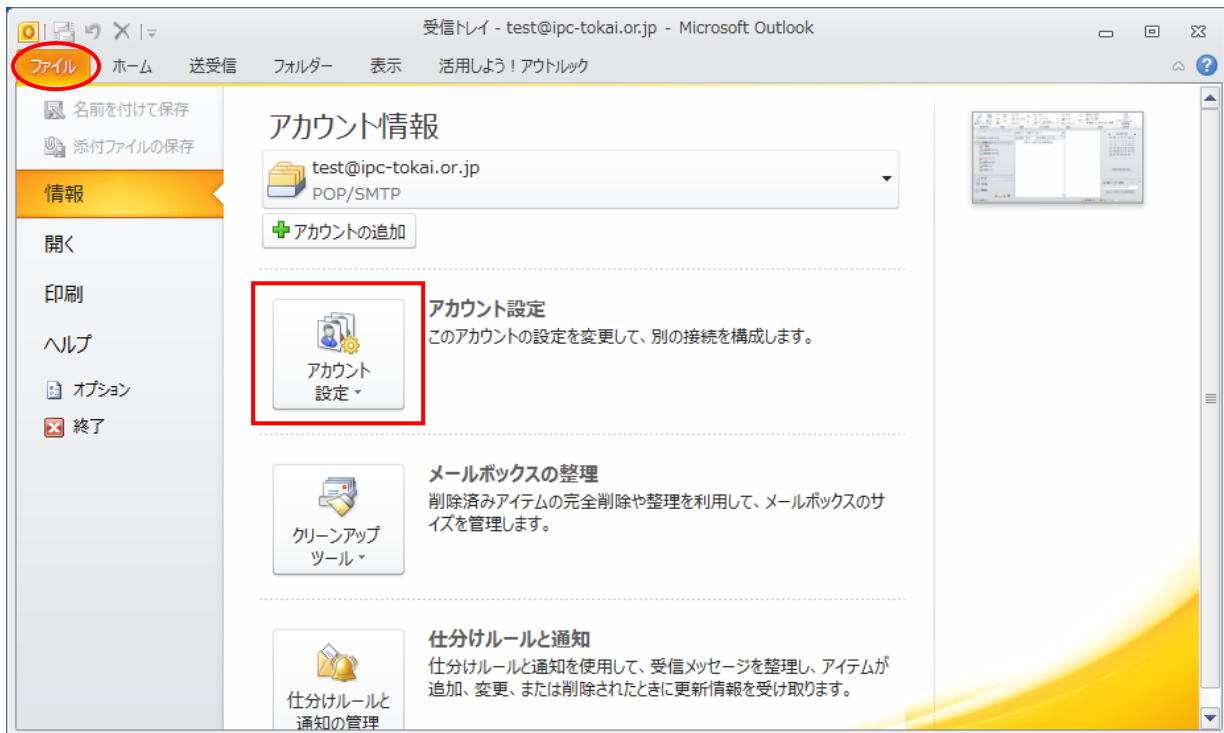 受信トレイ - test@ipc-tokai.or.jp - Microsoft Outlook
ファイル ホーム 送受信 フォルダー 表示 活用しよう！アウトルック
名前を付けて保存
添付ファイルの保存
情報
開く
印刷
ヘルプ
オプション
終了
アカウント情報
test@ipc-tokai.or.jp
POP/SMTP
アカウントの追加
アカウント
設定
アカウント設定
このアカウントの設定を変更して、別の接続を構成します。
クリーンアップ
ツール
メールボックスの整理
削除済みアイテムの完全削除や整理を利用して、メールボックスのサ
イズを管理します。
仕分けルールと
通知の管理
仕分けルールと通知
仕分けルールと通知を使用して、受信メッセージを整理し、アイテムが
追加、変更、または削除されたときに更新情報を受け取ります。